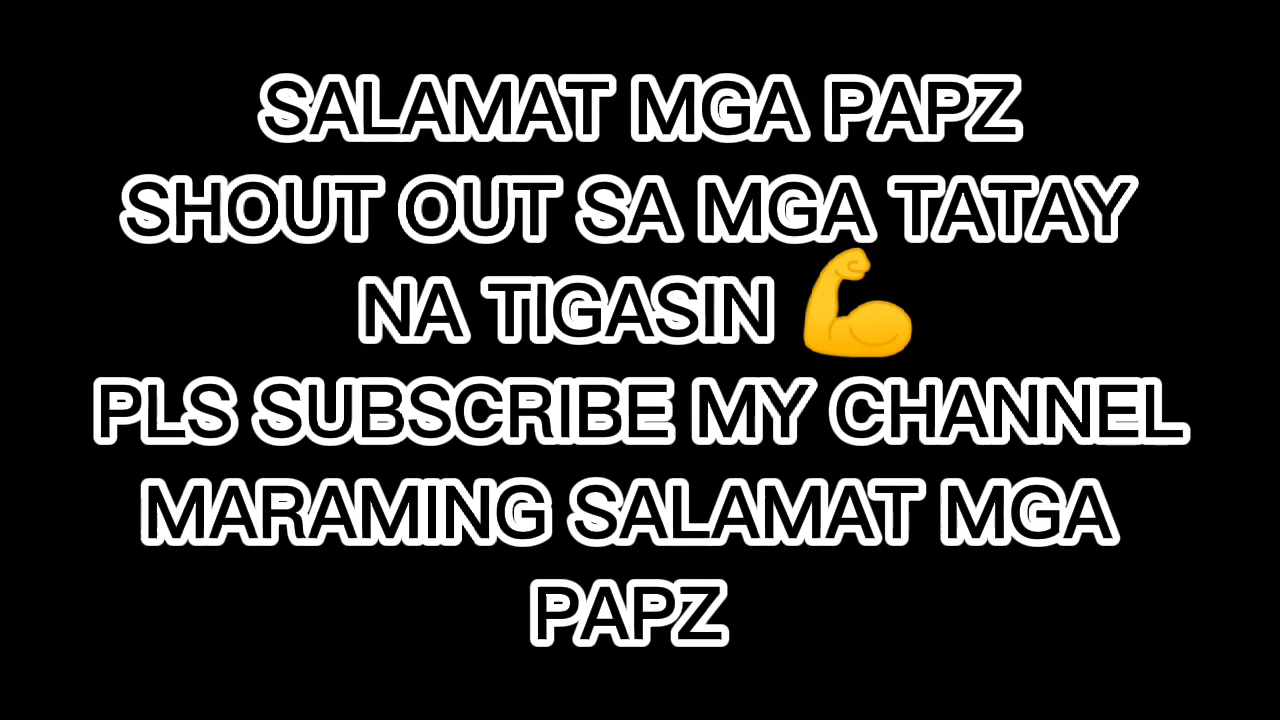 SALAMAT MGA PAPZ
SHOUT OUT SA MGA TATAY
NA TIGASIN 💪
PLS SUBSCRIBE MY CHANNEL
MARAMING SALAMAT MGA
PAPZ